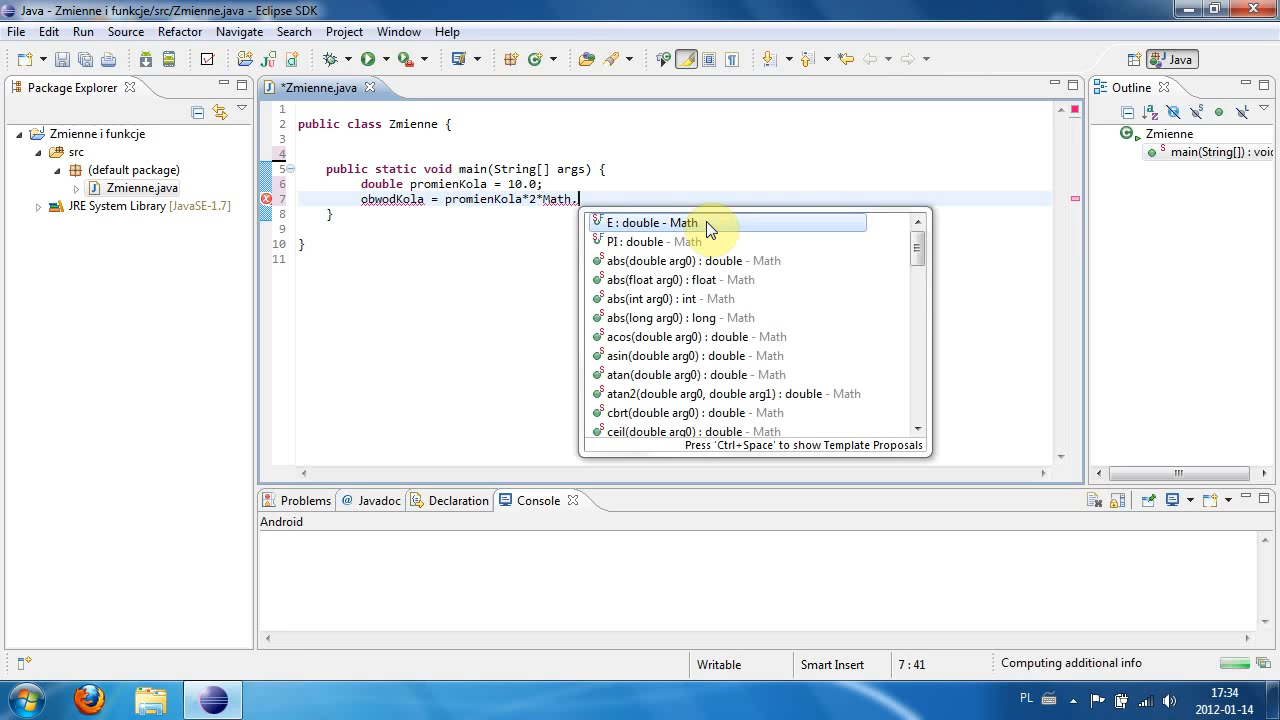 Java - Zmienne i funkcje/src/Zmienne.java - Eclipse SDK
File Edit Run Source Refactor Navigate Search Project Window Help
Java
Package Explorer
Zmienne i funkcje
src
(default package)
Zmienne.java
JRE System Library [JavaSE-1.7]
*Zmienne.java
1
2 public class Zmienne {
3
4
5 public static void main(String[] args) {
6 double promienKola = 10.0;
7 obwodKola = promienKola*2*Math.
8 }
9
10 }
11
E : double - Math
PI : double - Math
abs(double arg0) : double - Math
abs(float arg0) : float - Math
abs(int arg0) : int - Math
abs(long arg0) : long - Math
acos(double arg0) : double - Math
asin(double arg0) : double - Math
atan(double arg0) : double - Math
atan2(double arg0, double arg1) : double - Math
cbrt(double arg0) : double - Math
ceil(double arg0) : double - Math
Press 'Ctrl+Space' to show Template Proposals
Outline
Zmienne
main(String[]) : voic
Problems @ Javadoc Declaration Console
Android
Writable Smart Insert 7 : 41 Computing additional info
PL 17:34
2012-01-14